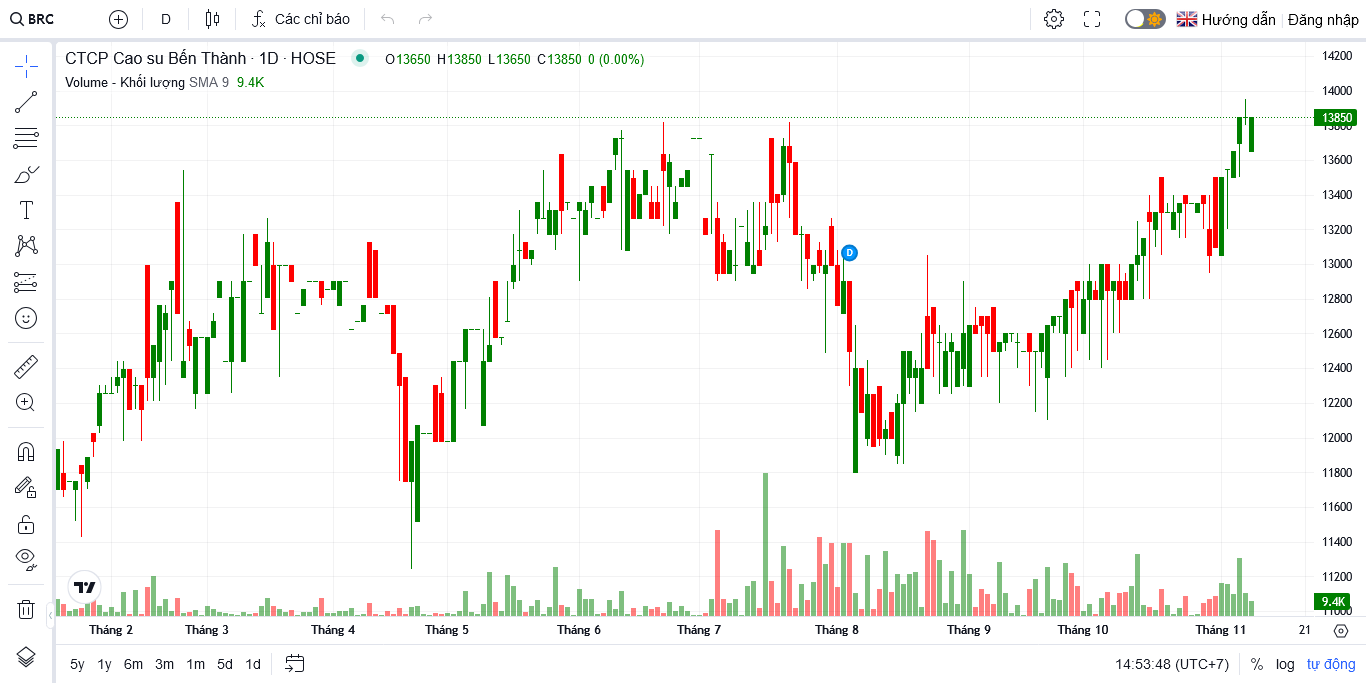 BRC D Các chỉ báo Hướng dẫn Đăng nhập
CTCP Cao su Bến Thành · 1D · HOSE O13650 H13850 L13650 C13850 0 (0.00%)
Volume - Khối lượng SMA 9 9.4K
14200
14000
13850
13800
13600
13400
13200
13000
12800
12600
12400
12200
12000
11800
11600
11400
11200
11000
9.4K
D
Tháng 2 Tháng 3 Tháng 4 Tháng 5 Tháng 6 Tháng 7 Tháng 8 Tháng 9 Tháng 10 Tháng 11 21
5y 1y 6m 3m 1m 5d 1d 14:53:48 (UTC+7) % log tự động